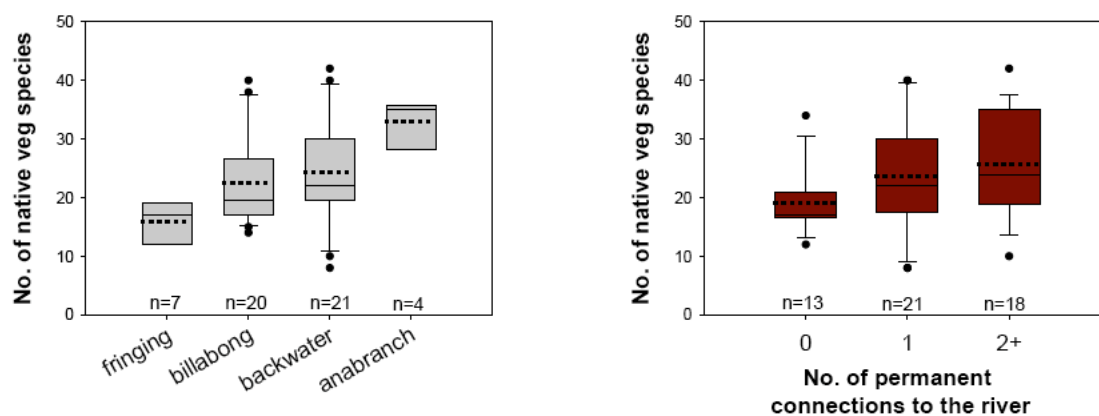 No. of native veg species
50
40
30
20
10
0
n=7 n=20 n=21 n=4
fringing billabong backwater anabranch
No. of native veg species
50
40
30
20
10
0
n=13 n=21 n=18
0 1 2+
No. of permanent
connections to the river